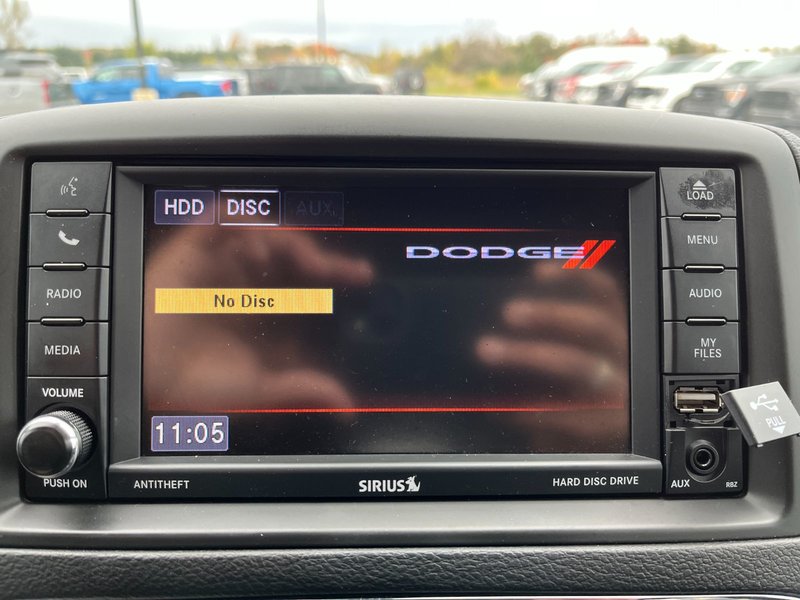 HDD DISC AUX
DODGE
No Disc
11:05
RADIO
MEDIA
VOLUME
PUSH ON
ANTITHEFT
SIRIUS
HARD DISC DRIVE
LOAD
MENU
AUDIO
MY
FILES
PULL
AUX
RBZ